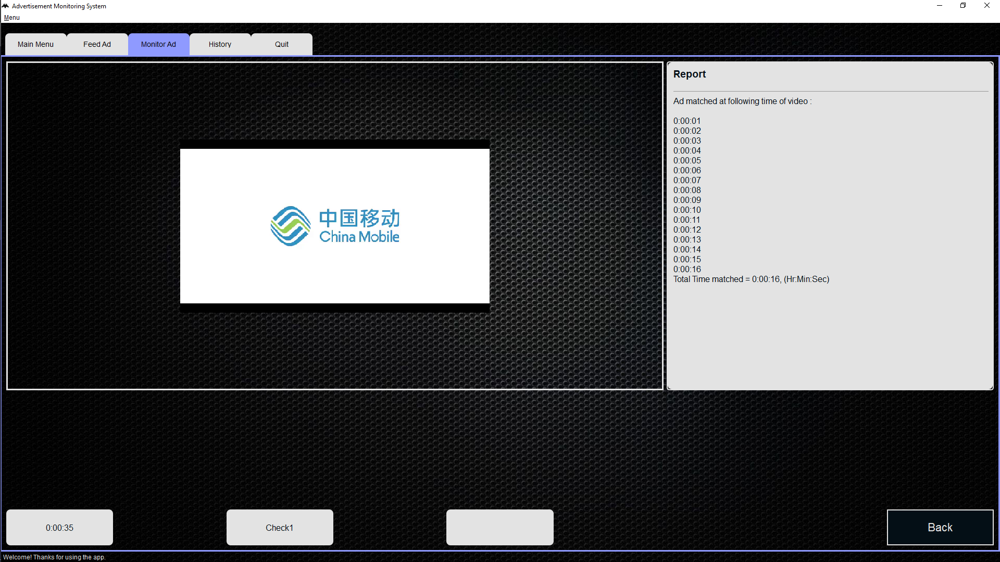 Advertisement Monitoring System
Menu
Main Menu
Feed Ad
Monitor Ad
History
Quit
中国移动
China Mobile
Report
Ad matched at following time of video :
0:00:01
0:00:02
0:00:03
0:00:04
0:00:05
0:00:06
0:00:07
0:00:08
0:00:09
0:00:10
0:00:11
0:00:12
0:00:13
0:00:14
0:00:15
0:00:16
Total Time matched = 0:00:16, (Hr:Min:Sec)
0:00:35
Check1
Back
Welcome! Thanks for using the app.